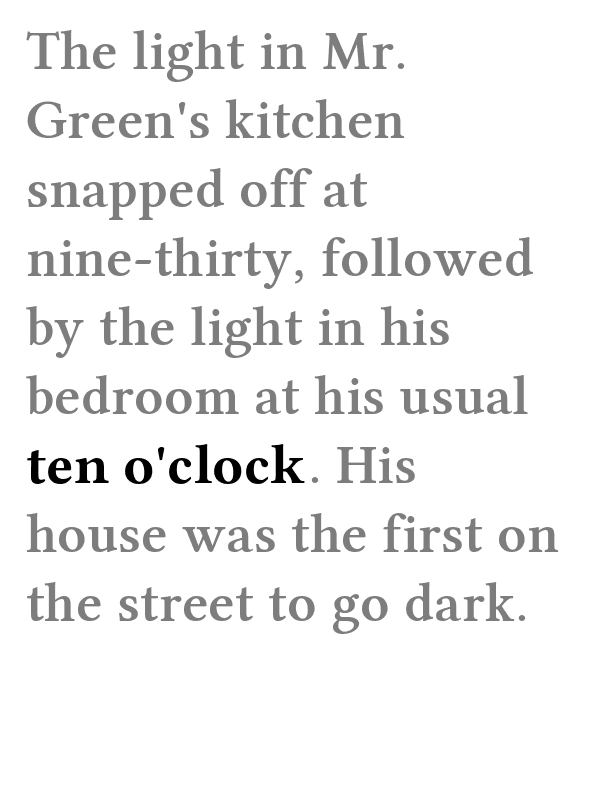 The light in Mr.
Green's kitchen
snapped off at
nine-thirty, followed
by the light in his
bedroom at his usual
ten o'clock. His
house was the first on
the street to go dark.